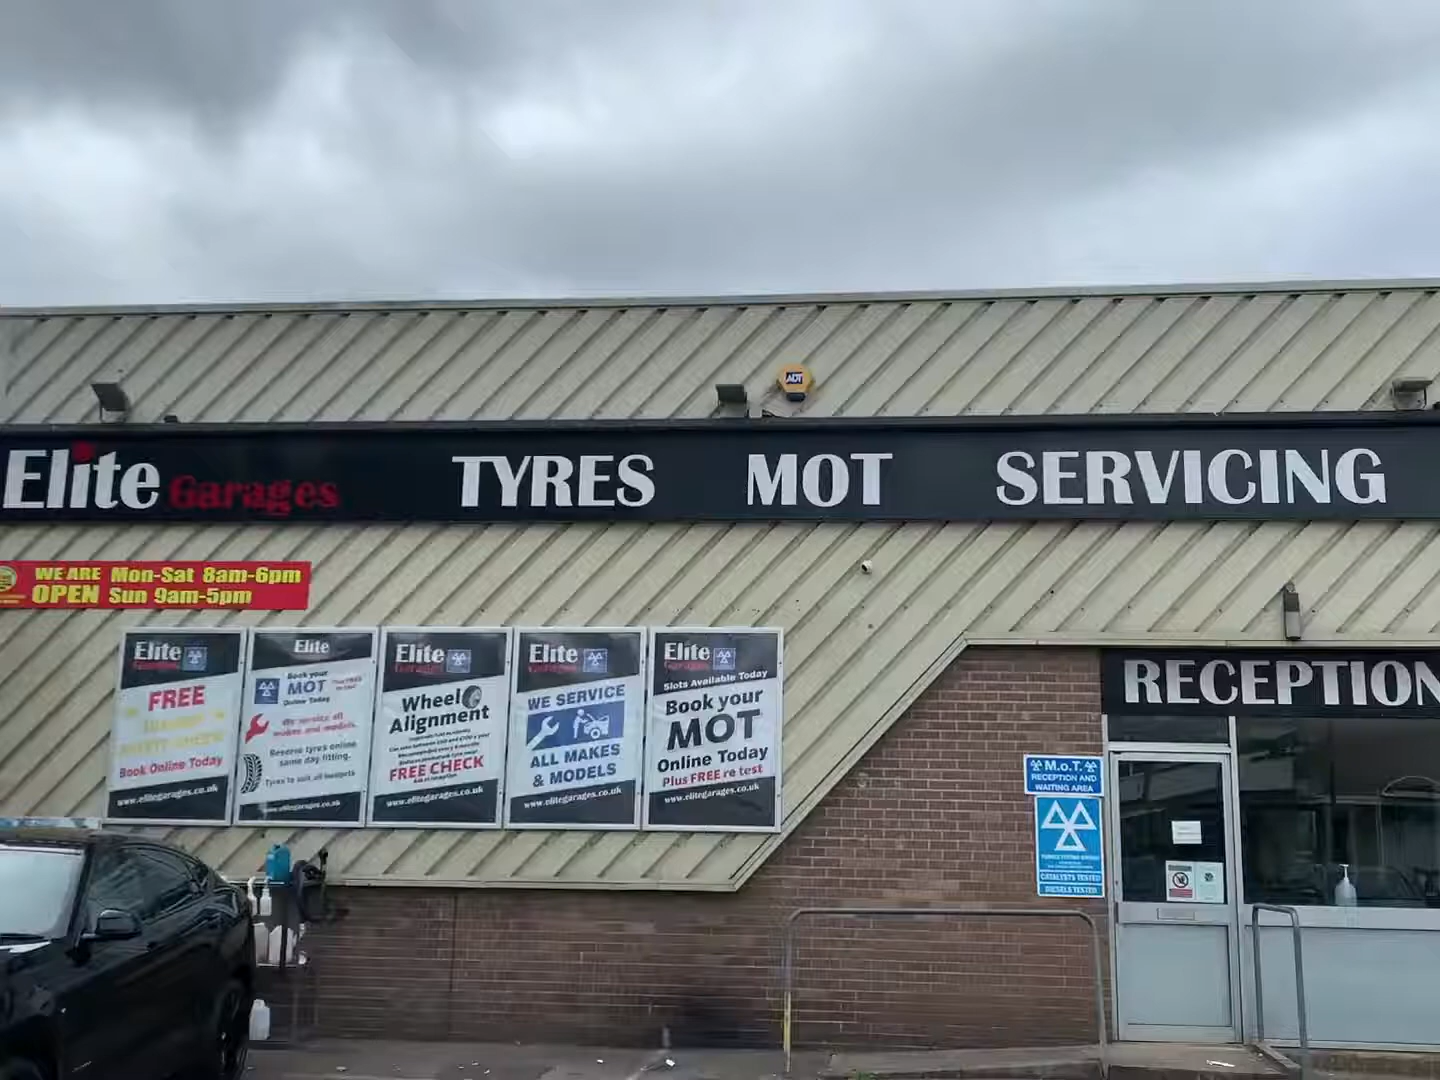 ADT
Elite Garages TYRES MOT SERVICING
WE ARE Mon-Sat 8am-6pm
OPEN Sun 9am-5pm
Elite
Garages
FREE
Book Online Today
www.elitegarages.co.uk
Elite
Book your
MOT
Online Today
We service all
makes and models
Reserve tyres online
same day fitting.
Tyres to suit all budgets
www.elitegarages.co.uk
Elite
Garages
Wheel
Alignment
FREE CHECK
Ask at reception
www.elitegarages.co.uk
Elite
Garages
WE SERVICE
ALL MAKES
& MODELS
www.elitegarages.co.uk
Elite
Garages
Slots Available Today
Book your
MOT
Online Today
Plus FREE re test
www.elitegarages.co.uk
RECEPTION
M.o.T.
RECEPTION AND
WAITING AREA
CATALYSTS TESTED
DIESELS TESTED